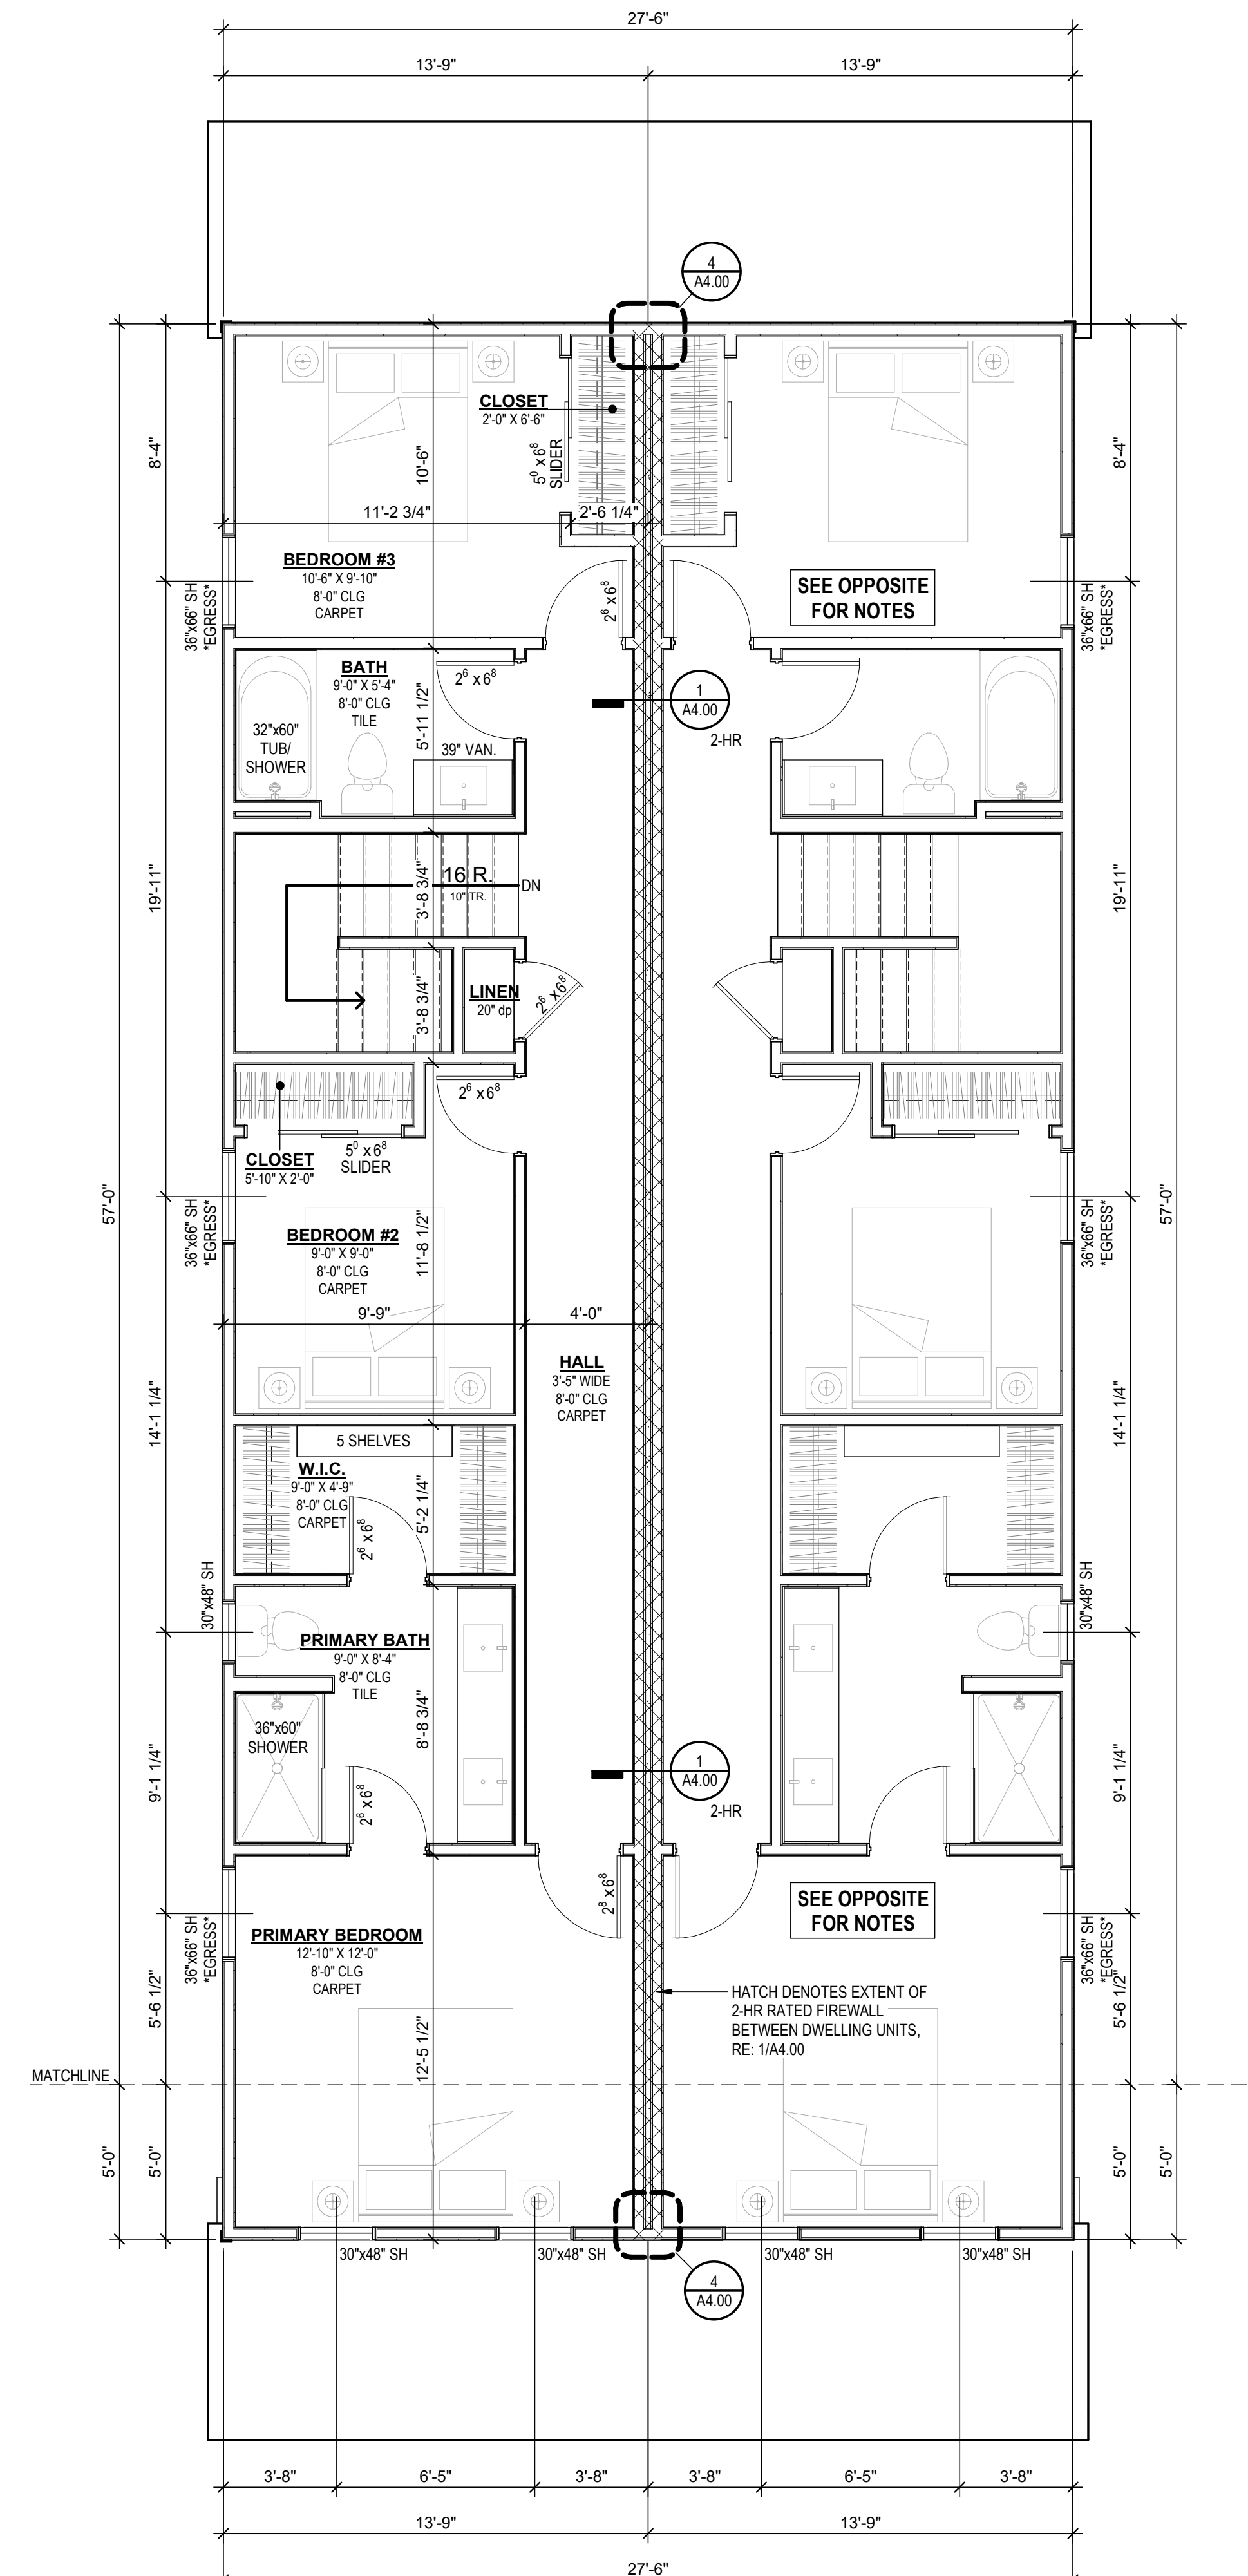 27'-6"
13'-9"
13'-9"
4
A4.00
CLOSET
2'-0" X 6'-6"
5⁰ x 6⁸
SLIDER
8'-4"
10'-6"
8'-4"
11'-2 3/4"
2'-6 1/4"
BEDROOM #3
10'-6" X 9'-10"
8'-0" CLG
CARPET
36"x66" SH
*EGRESS*
2⁶ x 6⁸
SEE OPPOSITE
FOR NOTES
36"x66" SH
*EGRESS*
BATH
9'-0" X 5'-4"
8'-0" CLG
TILE
2⁶ x 6⁸
1
A4.00
2-HR
32"x60"
TUB/
SHOWER
5'-11 1/2"
39" VAN.
19'-11"
3'-8 3/4"
16 R.
10" TR.
DN
19'-11"
3'-8 3/4"
LINEN
20" dp
2⁶ x 6⁸
2⁶ x 6⁸
CLOSET
5'-10" X 2'-0"
5⁰ x 6⁸
SLIDER
57'-0"
57'-0"
36"x66" SH
*EGRESS*
BEDROOM #2
9'-0" X 9'-0"
8'-0" CLG
CARPET
11'-8 1/2"
36"x66" SH
*EGRESS*
9'-9"
4'-0"
HALL
3'-5" WIDE
8'-0" CLG
CARPET
14'-1 1/4"
14'-1 1/4"
5 SHELVES
W.I.C.
9'-0" X 4'-9"
8'-0" CLG
CARPET
2⁶ x 6⁸
5'-2 1/4"
30"x48" SH
30"x48" SH
PRIMARY BATH
9'-0" X 8'-4"
8'-0" CLG
TILE
36"x60"
SHOWER
8'-8 3/4"
2⁶ x 6⁸
9'-1 1/4"
9'-1 1/4"
1
A4.00
2-HR
2⁸ x 6⁸
SEE OPPOSITE
FOR NOTES
PRIMARY BEDROOM
12'-10" X 12'-0"
8'-0" CLG
CARPET
36"x66" SH
*EGRESS*
36"x66" SH
*EGRESS*
5'-6 1/2"
12'-5 1/2"
5'-6 1/2"
HATCH DENOTES EXTENT OF
2-HR RATED FIREWALL
BETWEEN DWELLING UNITS,
RE: 1/A4.00
MATCHLINE
5'-0"
5'-0"
5'-0"
5'-0"
30"x48" SH
30"x48" SH
30"x48" SH
30"x48" SH
4
A4.00
3'-8"
6'-5"
3'-8"
3'-8"
6'-5"
3'-8"
13'-9"
13'-9"
27'-6"